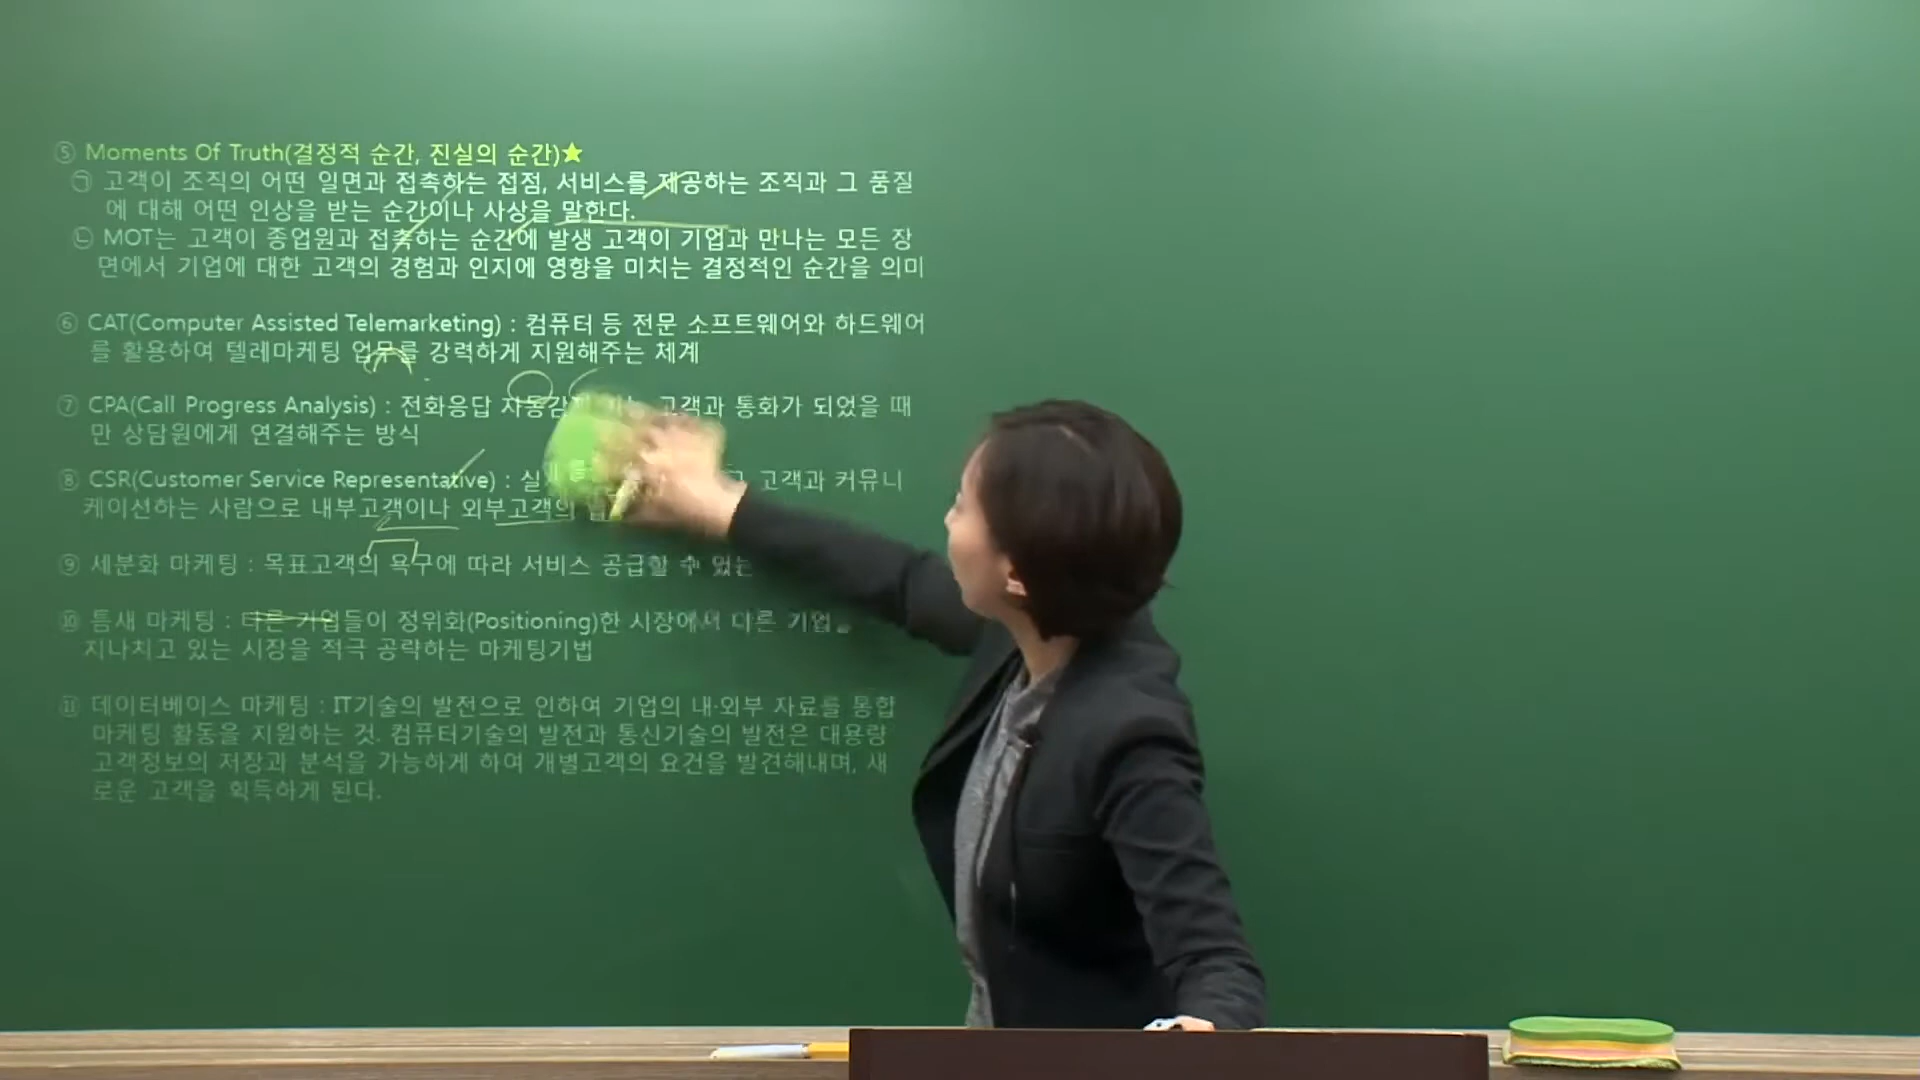 ⑤ Moments Of Truth(결정적 순간, 진실의 순간)★
㉠ 고객이 조직의 어떤 일면과 접촉하는 접점, 서비스를 제공하는 조직과 그 품질
에 대해 어떤 인상을 받는 순간이나 사상을 말한다.
㉡ MOT는 고객이 종업원과 접촉하는 순간에 발생 고객이 기업과 만나는 모든 장
면에서 기업에 대한 고객의 경험과 인지에 영향을 미치는 결정적인 순간을 의미
⑥ CAT(Computer Assisted Telemarketing) : 컴퓨터 등 전문 소프트웨어와 하드웨어
를 활용하여 텔레마케팅 업무를 강력하게 지원해주는 체계
⑦ CPA(Call Progress Analysis) : 전화응답 고객과 통화가 되었을 때
만 상담원에게 연결해주는 방식
⑧ CSR(Customer Service Representative) : 고객과 커뮤니
케이션하는 사람으로 내부고객이나 외부고객의
⑨ 세분화 마케팅 : 목표고객의 욕구에 따라 서비스 공급할 수 있는
⑩ 틈새 마케팅 : 다른 기업들이 정위화(Positioning)한 시장에서 다른 기업
지나치고 있는 시장을 적극 공략하는 마케팅기법
⑪ 데이터베이스 마케팅 : IT기술의 발전으로 인하여 기업의 내·외부 자료를 통합
마케팅 활동을 지원하는 것. 컴퓨터기술의 발전과 통신기술의 발전은 대용량
고객정보의 저장과 분석을 가능하게 하여 개별고객의 요건을 발견해내며, 새
로운 고객을 획득하게 된다.